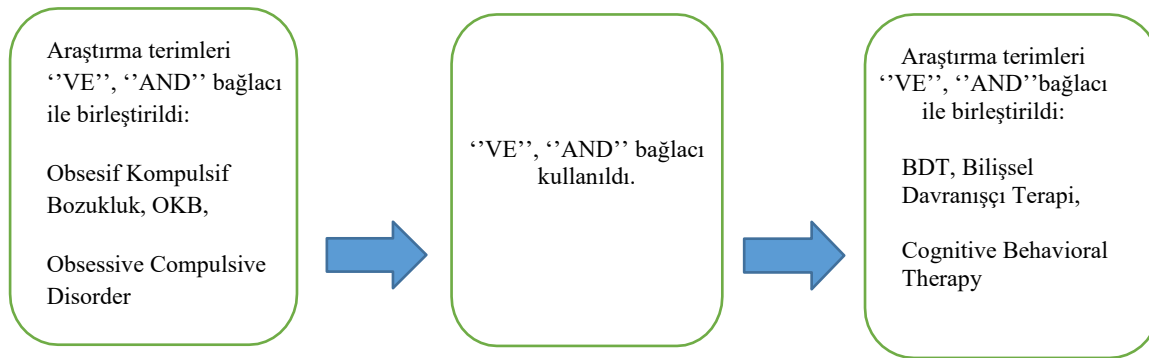 Araştırma terimleri
‘’VE’’, ‘’AND’’ bağlacı
ile birleştirildi:
Obsesif Kompulsif
Bozukluk, OKB,
Obsessive Compulsive
Disorder
‘’VE’’, ‘’AND’’ bağlacı
kullanıldı.
Araştırma terimleri
‘’VE’’, ‘’AND’’bağlacı
ile birleştirildi:
BDT, Bilişsel
Davranışçı Terapi,
Cognitive Behavioral
Therapy